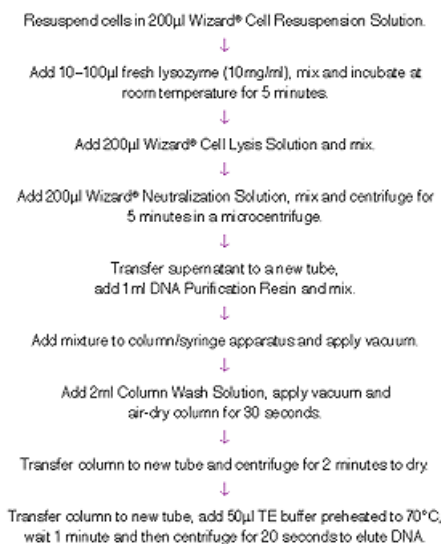 Resuspend cells in 200µl Wizard® Cell Resuspension Solution.
↓
Add 10–100µl fresh lysozyme (10mg/ml), mix and incubate at
room temperature for 5 minutes.
↓
Add 200µl Wizard® Cell Lysis Solution and mix.
↓
Add 200µl Wizard® Neutralization Solution, mix and centrifuge for
5 minutes in a microcentrifuge.
↓
Transfer supernatant to a new tube,
add 1ml DNA Purification Resin and mix.
↓
Add mixture to column/syringe apparatus and apply vacuum.
↓
Add 2ml Column Wash Solution, apply vacuum and
air-dry column for 30 seconds.
↓
Transfer column to new tube and centrifuge for 2 minutes to dry.
↓
Transfer column to new tube, add 50µl TE buffer preheated to 70°C,
wait 1 minute and then centrifuge for 20 seconds to elute DNA.